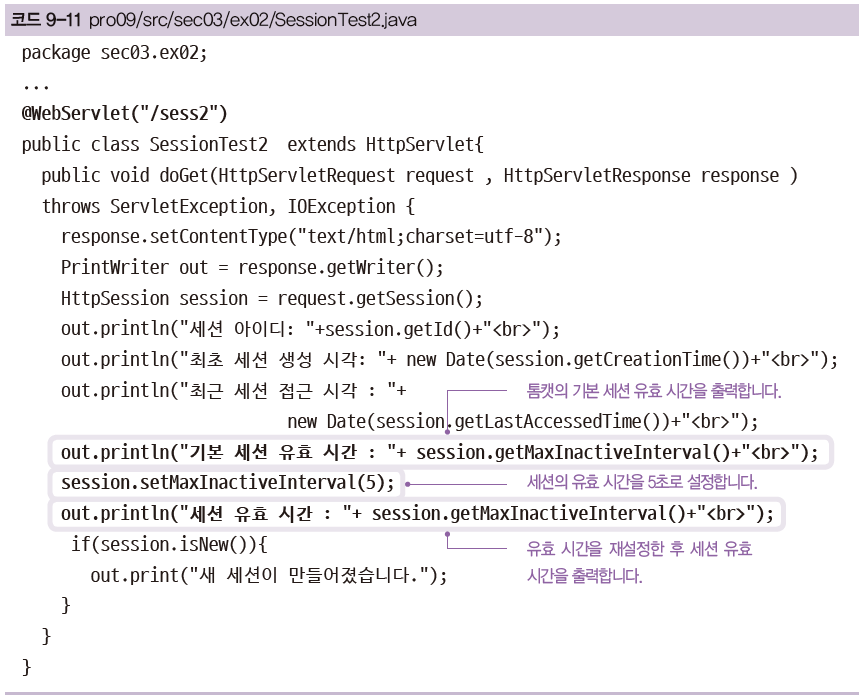 코드 9-11 pro09/src/sec03/ex02/SessionTest2.java
package sec03.ex02;
...
@WebServlet("/sess2")
public class SessionTest2  extends HttpServlet{
public void doGet(HttpServletRequest request , HttpServletResponse response )
throws ServletException, IOException {
response.setContentType("text/html;charset=utf-8");
PrintWriter out = response.getWriter();
HttpSession session = request.getSession();
out.println("세션 아이디: "+session.getId()+"<br>");
out.println("최초 세션 생성 시각: "+ new Date(session.getCreationTime())+"<br>");
out.println("최근 세션 접근 시각 : "+
톰캣의 기본 세션 유효 시간을 출력합니다.
new Date(session.getLastAccessedTime())+"<br>");
out.println("기본 세션 유효 시간 : "+ session.getMaxInactiveInterval()+"<br>");
session.setMaxInactiveInterval(5);
세션의 유효 시간을 5초로 설정합니다.
out.println("세션 유효 시간 : "+ session.getMaxInactiveInterval()+"<br>");
if(session.isNew()){
유효 시간을 재설정한 후 세션 유효
out.print("새 세션이 만들어졌습니다.");
시간을 출력합니다.
}
}
}